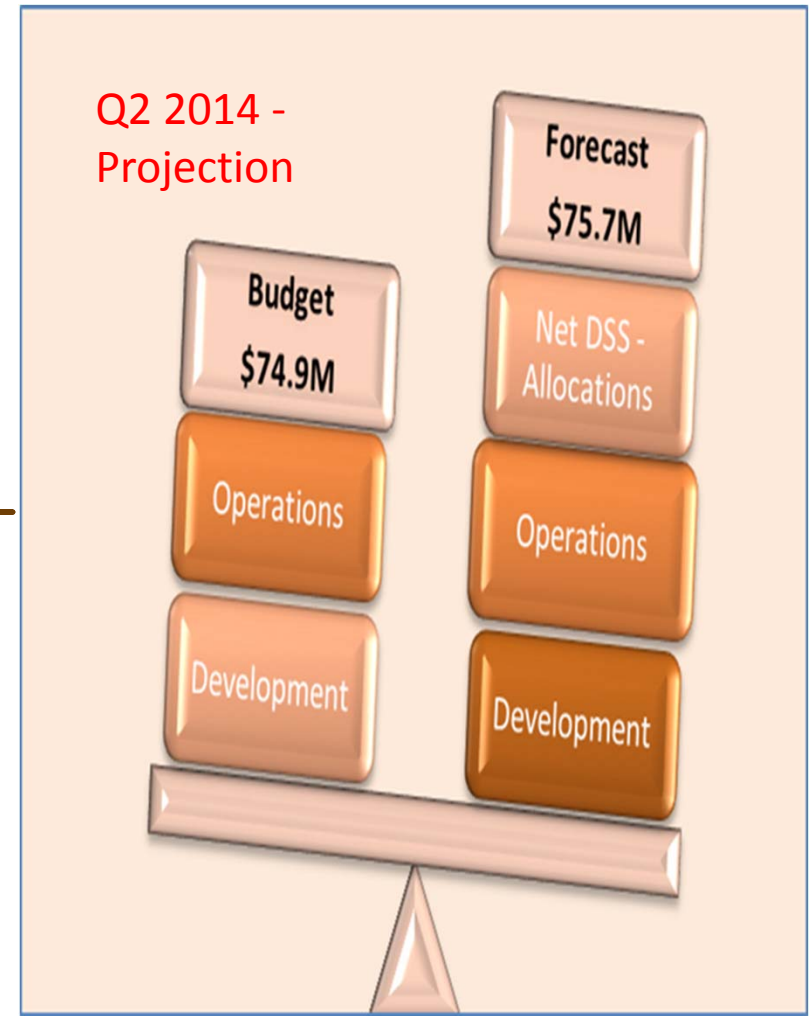 Q2 2014 -
Projection
Budget
$74.9M
Operations
Development
Forecast
$75.7M
Net DSS -
Allocations
Operations
Development